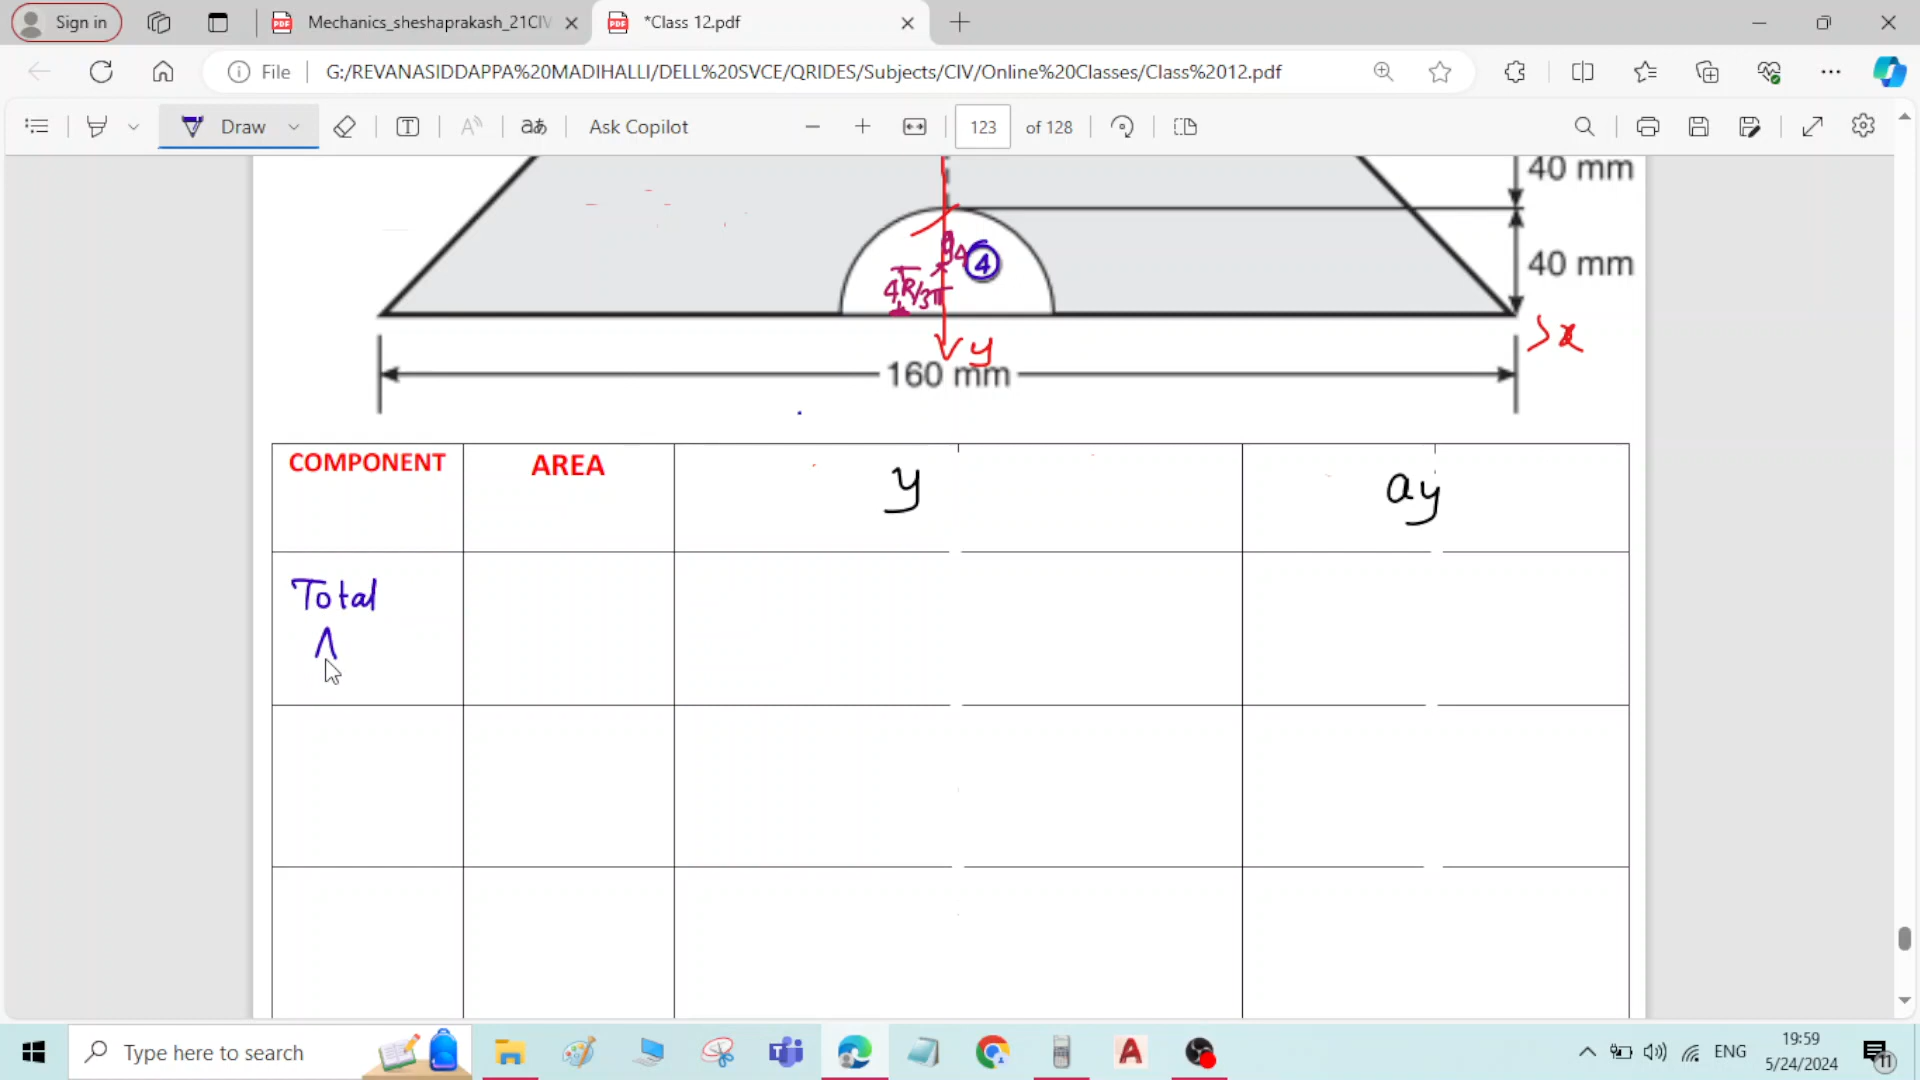 Sign in
Mechanics_sheshaprakash_21CIV
*Class 12.pdf
File
G:/REVANASIDDAPPA%20MADIHALLI/DELL%20SVCE/QRIDES/Subjects/CIV/Online%20Classes/Class%2012.pdf
Draw
Ask Copilot
123
of 128
40 mm
40 mm
g4
4
4R/3π
x
y
160 mm
COMPONENT
AREA
y
ay
Total
Type here to search
ENG
19:59
5/24/2024
11